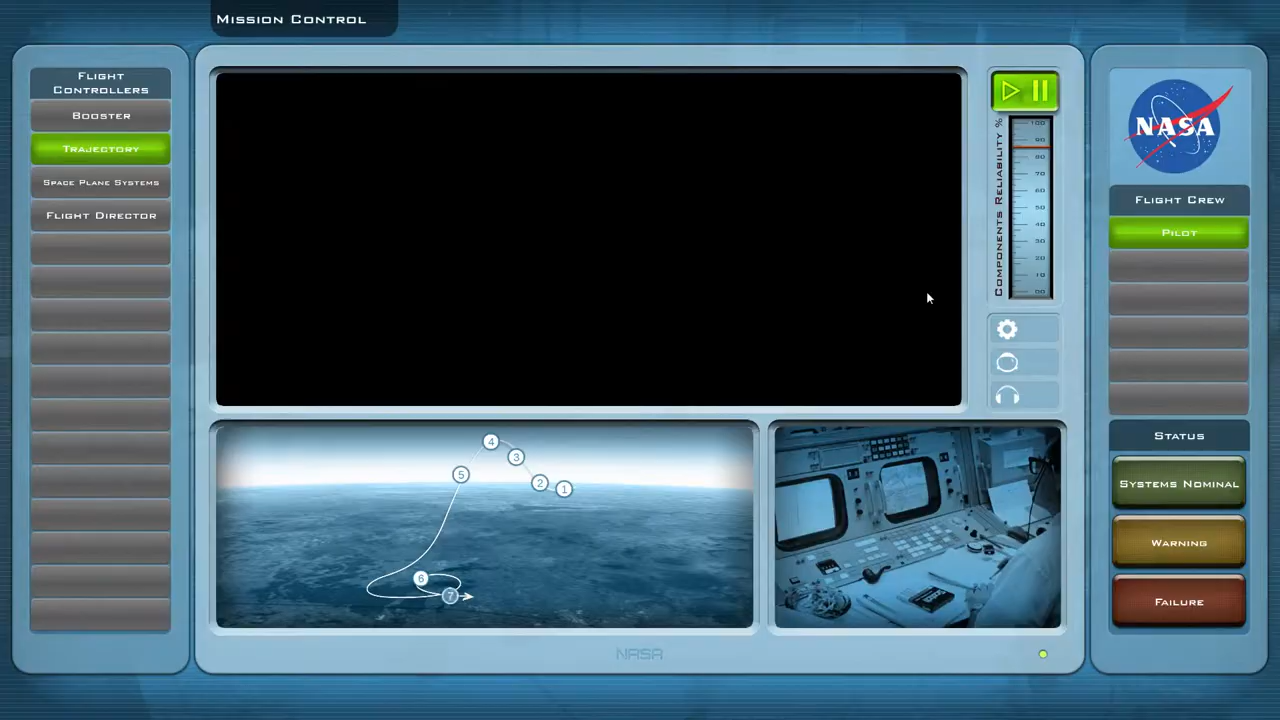 Mission Control
Flight
Controllers
Booster
Trajectory
Space Plane Systems
Flight Director
Components Reliability %
100
90
80
70
60
50
40
30
20
10
00
NASA
Flight Crew
Pilot
Status
Systems Nominal
Warning
Failure
4
3
5
2
1
6
7
NASA